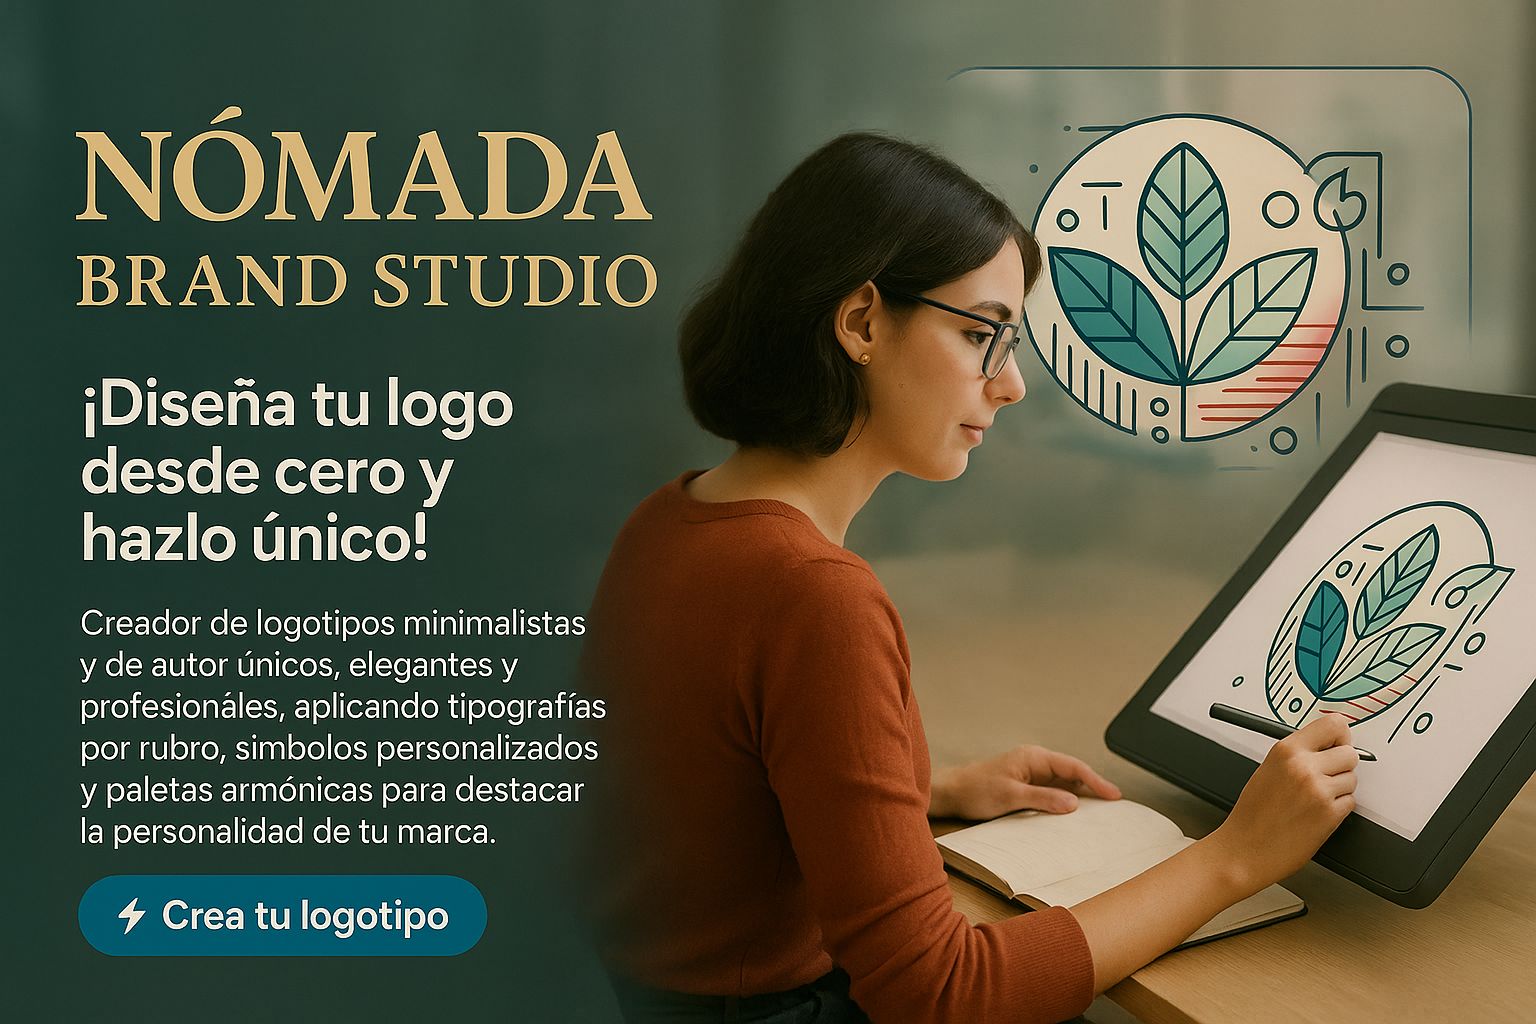 NÓMADA
BRAND STUDIO
¡Diseña tu logo
desde cero y
hazlo único!
Creador de logotipos minimalistas
y de autor únicos, elegantes y
profesionáles, aplicando tipografías
por rubro, simbolos personalizados
y paletas armónicas para destacar
la personalidad de tu marca.
Crea tu logotipo